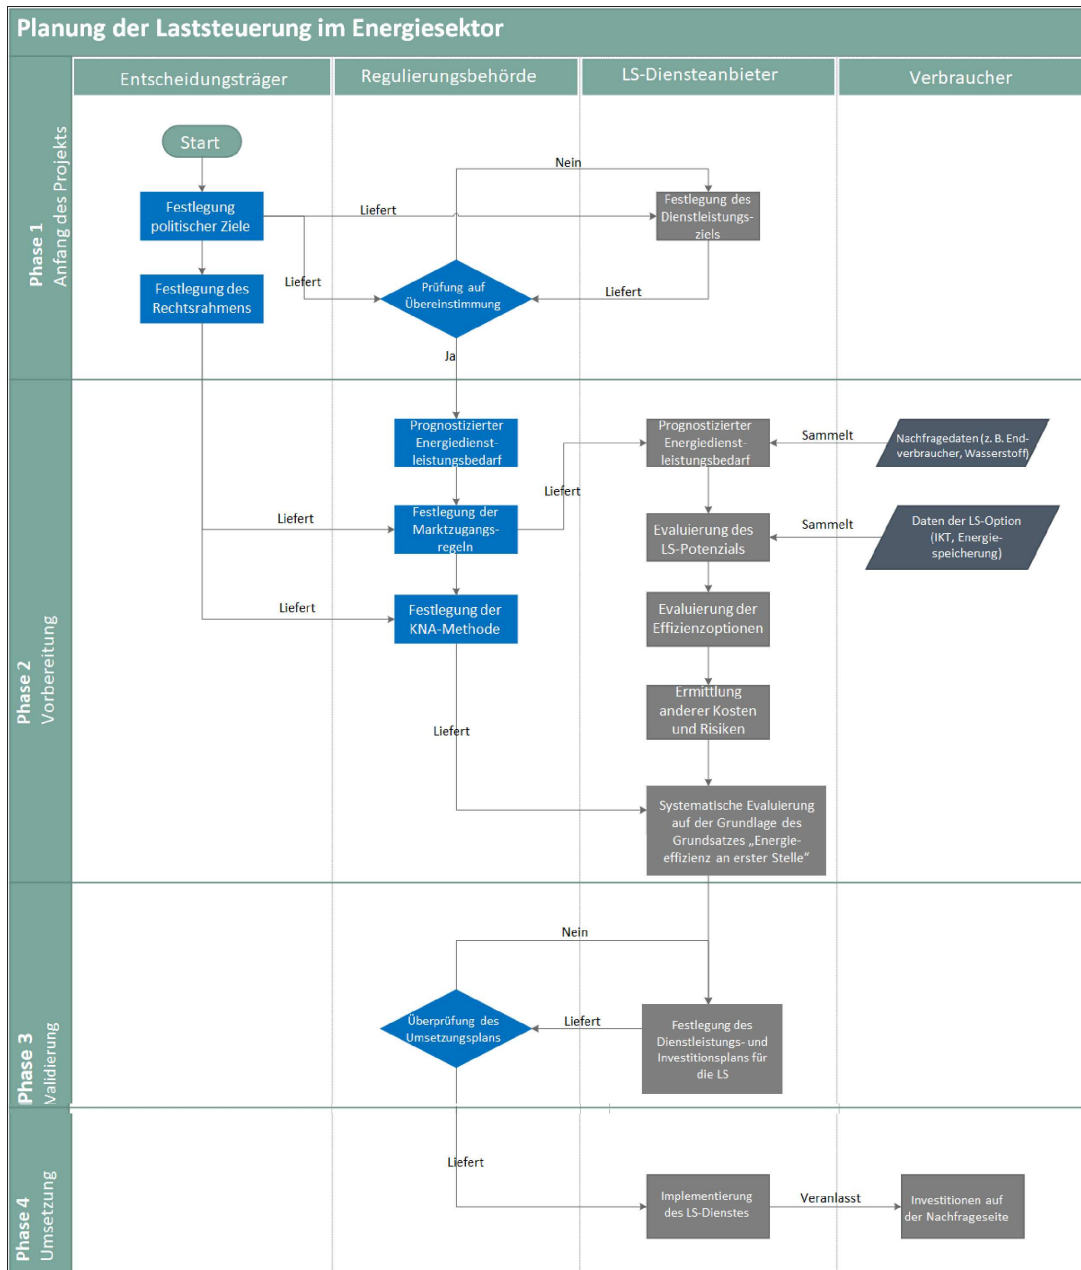 Planung der Laststeuerung im Energiesektor
Entscheidungsträger
Regulierungsbehörde
LS-Diensteanbieter
Verbraucher
Phase 1
Anfang des Projekts
Start
Nein
Festlegung
politischer Ziele
Liefert
Festlegung des
Dienstleistungs-
ziels
Festlegung des
Rechtsrahmens
Liefert
Prüfung auf
Übereinstimmung
Liefert
Ja
Phase 2
Vorbereitung
Prognostizierter
Energiedienst-
leistungsbedarf
Prognostizierter
Energiedienst-
leistungsbedarf
Sammelt
Nachfragedaten (z. B. End-
verbraucher, Wasserstoff)
Liefert
Liefert
Festlegung der
Marktzugangs-
regeln
Evaluierung des
LS-Potenzials
Sammelt
Daten der LS-Option
(IKT, Energie-
speicherung)
Liefert
Festlegung der
KNA-Methode
Evaluierung der
Effizienzoptionen
Ermittlung
anderer Kosten
und Risiken
Liefert
Systematische Evaluierung
auf der Grundlage des
Grundsatzes „Energie-
effizienz an erster Stelle“
Phase 3
Validierung
Nein
Überprüfung des
Umsetzungsplans
Liefert
Festlegung des
Dienstleistungs- und
Investitionsplans für
die LS
Phase 4
Umsetzung
Liefert
Implementierung
des LS-Dienstes
Veranlasst
Investitionen auf
der Nachfrageseite